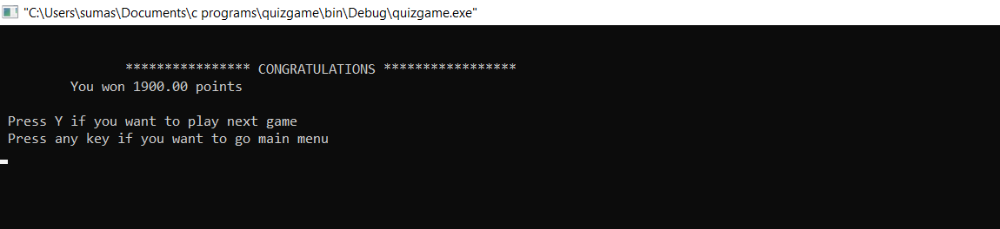 "C:\Users\sumas\Documents\c programs\quizgame\bin\Debug\quizgame.exe"
**************** CONGRATULATIONS *****************
You won 1900.00 points
Press Y if you want to play next game
Press any key if you want to go main menu